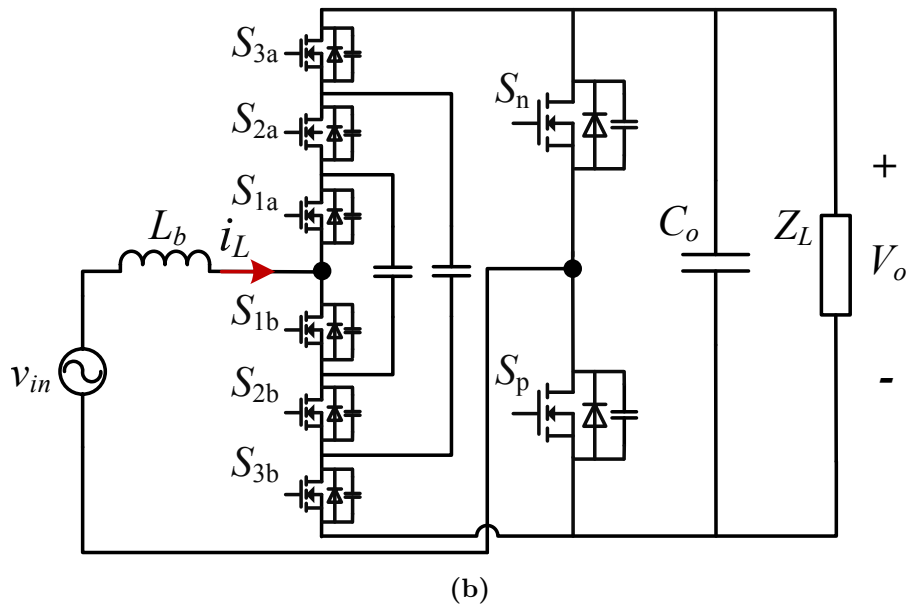 S3a
S2a
S1a
Lb
iL
S1b
vin
S2b
S3b
Sn
Sp
Co
ZL
+
Vo
-
(b)